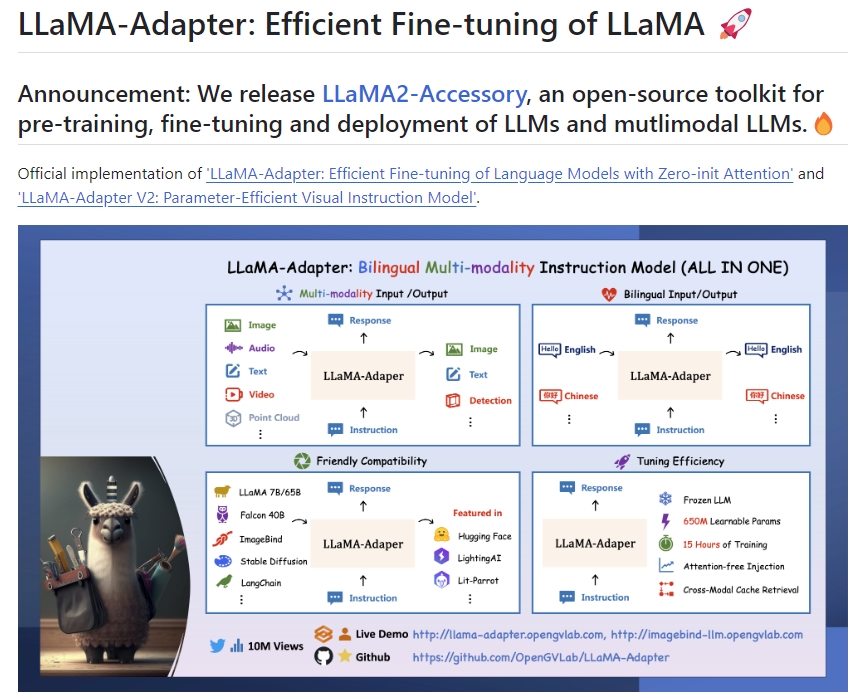 LLaMA-Adapter: Efficient Fine-tuning of LLaMA 🚀
Announcement: We release LLaMA2-Accessory, an open-source toolkit for
pre-training, fine-tuning and deployment of LLMs and mutlimodal LLMs. 🔥
Official implementation of 'LLaMA-Adapter: Efficient Fine-tuning of Language Models with Zero-init Attention' and
'LLaMA-Adapter V2: Parameter-Efficient Visual Instruction Model'.
LLaMA-Adapter: Bilingual Multi-modality Instruction Model (ALL IN ONE)
Multi-modality Input /Output
Response
Image
Audio
Text
Video
3D
Point Cloud
⋮
LLaMA-Adaper
Image
Text
Detection
⋮
Instruction
Bilingual Input/Output
Response
Hello English
你好 Chinese
⋮
LLaMA-Adaper
Hello English
你好 Chinese
⋮
Instruction
Friendly Compatibility
Response
LLaMA 7B/65B
Falcon 40B
ImageBind
Stable Diffusion
LangChain
⋮
LLaMA-Adaper
Featured in
Hugging Face
LightingAI
Lit-Parrot
⋮
Instruction
Tuning Efficiency
Response
LLaMA-Adaper
Instruction
Frozen LLM
650M Learnable Params
15 Hours of Training
Attention-free Injection
Cross-Modal Cache Retrieval
10M Views
Live Demo http://llama-adapter.opengvlab.com, http://imagebind-llm.opengvlab.com
Github https://github.com/OpenGVLab/LLaMA-Adapter